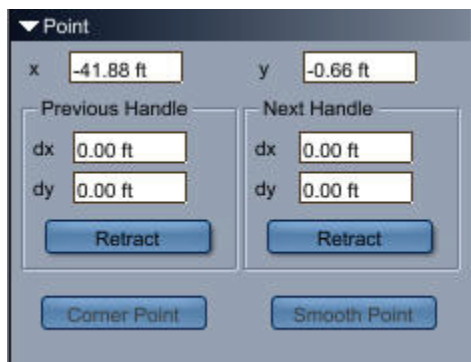 Point
x -41.88 ft y -0.66 ft
Previous Handle Next Handle
dx 0.00 ft dx 0.00 ft
dy 0.00 ft dy 0.00 ft
Retract Retract
Corner Point Smooth Point